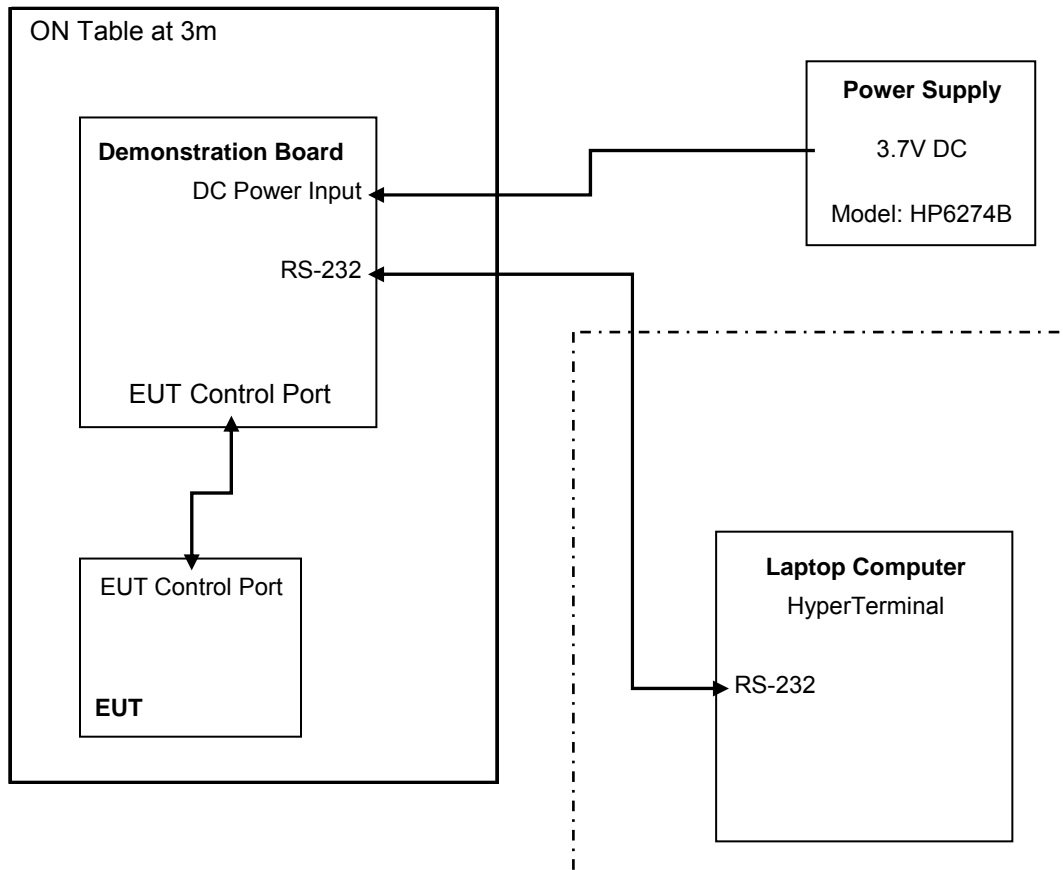 ON Table at 3m
Demonstration Board
DC Power Input
RS-232
EUT Control Port
EUT Control Port
EUT
Power Supply
3.7V DC
Model: HP6274B
Laptop Computer
HyperTerminal
RS-232